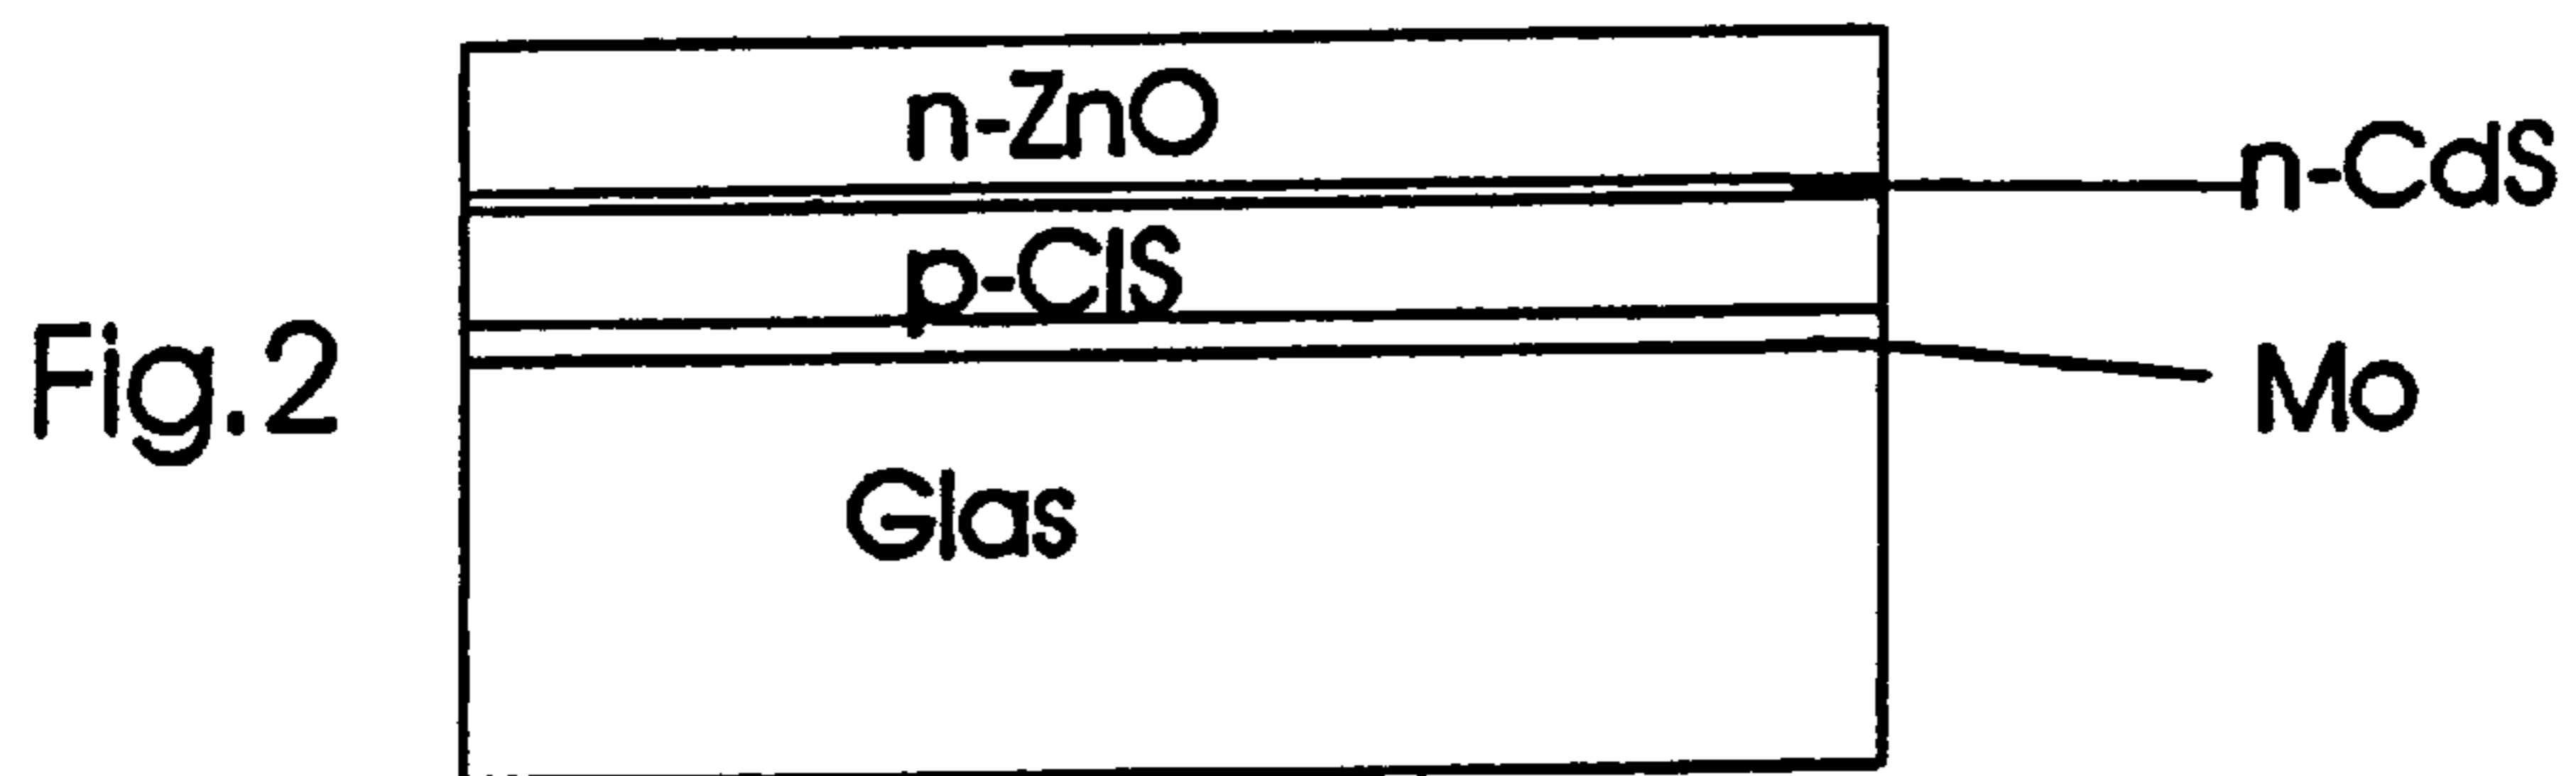 n-ZnO
n-CdS
p-CIS
Fig.2
Mo
Glas